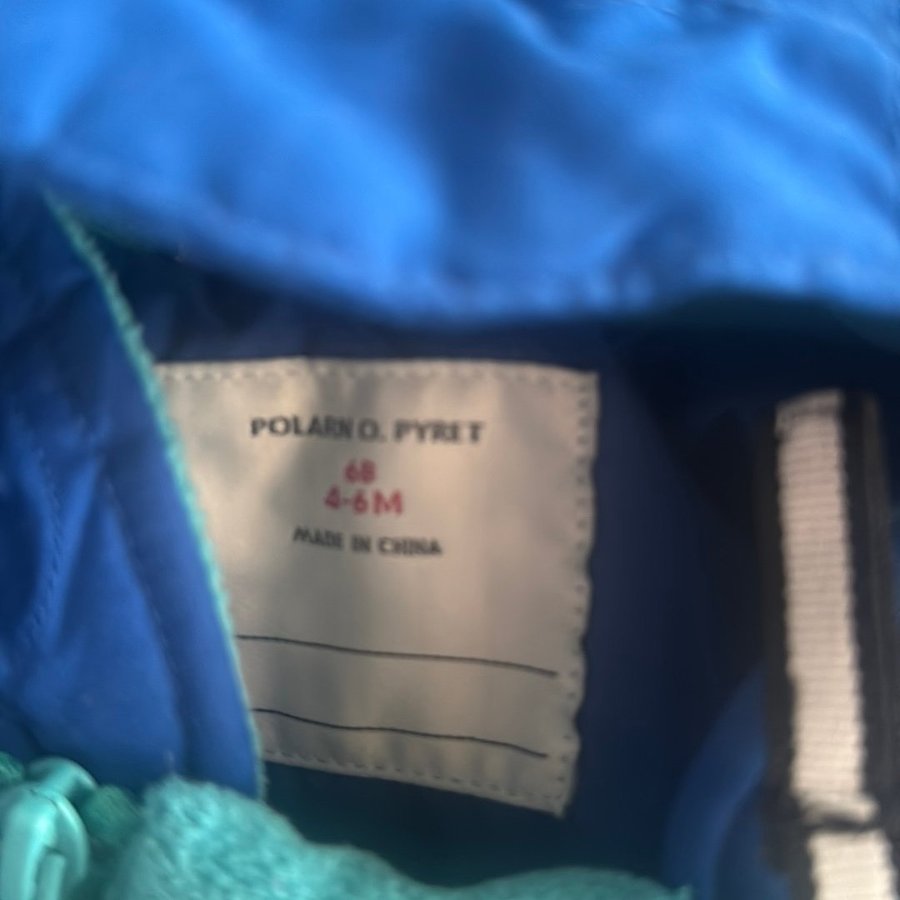 POLARN O. PYRET
68
4-6M
MADE IN CHINA